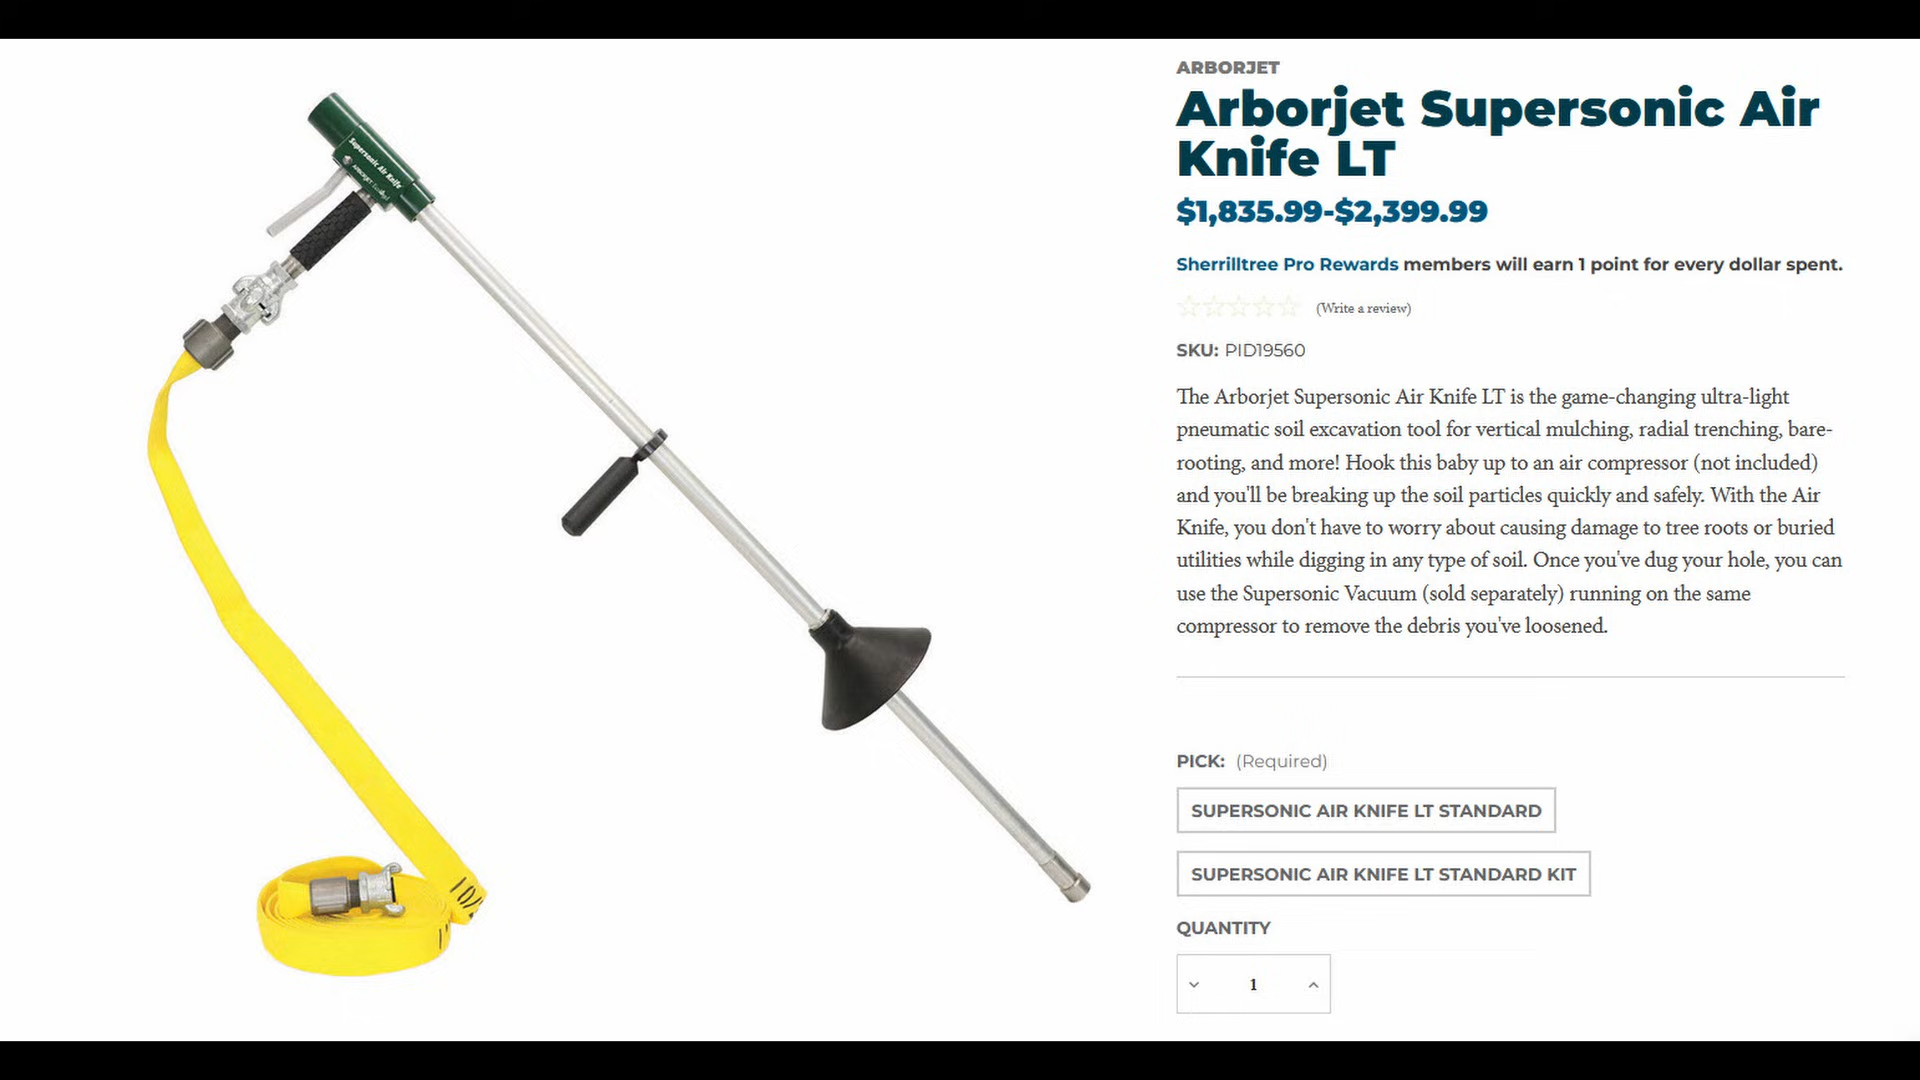 ARBORJET
Arborjet Supersonic Air
Knife LT
$1,835.99-$2,399.99
Sherrilltree Pro Rewards members will earn 1 point for every dollar spent.
(Write a review)
SKU: PID19560
The Arborjet Supersonic Air Knife LT is the game-changing ultra-light
pneumatic soil excavation tool for vertical mulching, radial trenching, bare-
rooting, and more! Hook this baby up to an air compressor (not included)
and you'll be breaking up the soil particles quickly and safely. With the Air
Knife, you don't have to worry about causing damage to tree roots or buried
utilities while digging in any type of soil. Once you've dug your hole, you can
use the Supersonic Vacuum (sold separately) running on the same
compressor to remove the debris you've loosened.
PICK: (Required)
SUPERSONIC AIR KNIFE LT STANDARD
SUPERSONIC AIR KNIFE LT STANDARD KIT
QUANTITY
1
Supersonic Air Knife
ARBORJET